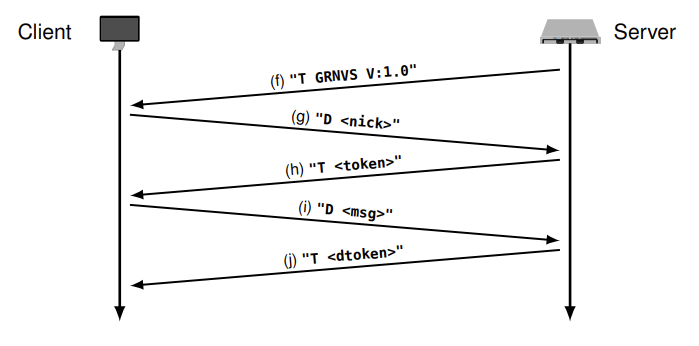 Client
Server
(f) "T GRNVS V:1.0"
(g) "D <nick>"
(h) "T <token>"
(i) "D <msg>"
(j) "T <dtoken>"